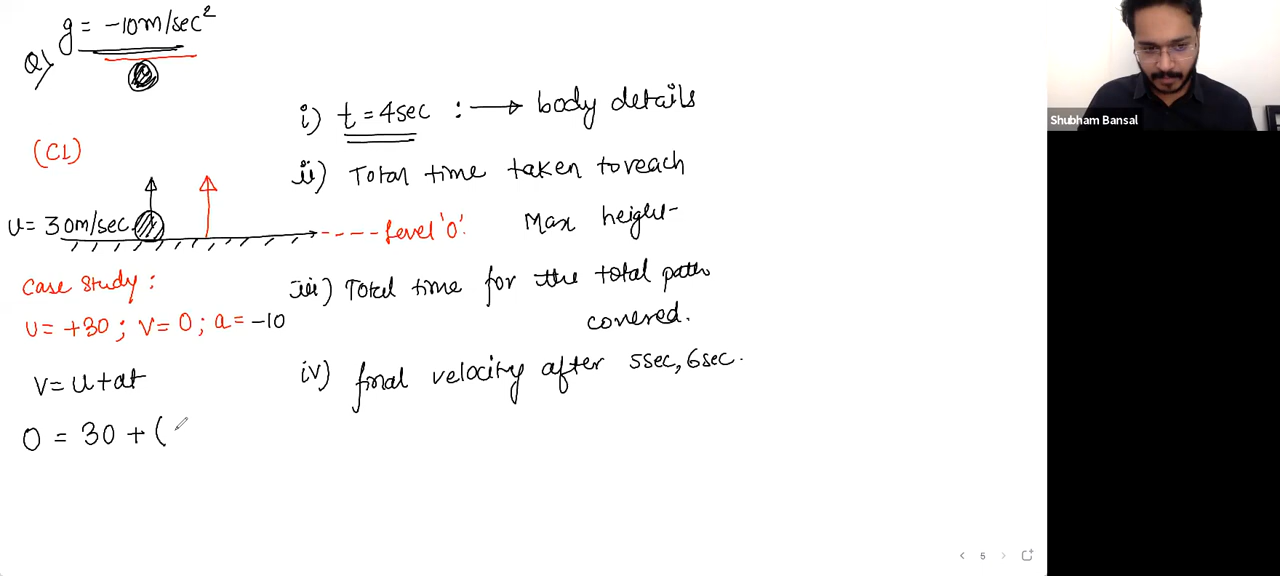 Q1 g = -10m/sec²
(C1)
u = 30m/sec
level '0'.
Case Study :
u = +30 ; v = 0 ; a = -10
v = u + at
0 = 30 + (
i) t = 4sec : → body details
ii) Total time taken to reach
Max height-
iii) Total time for the total path
covered.
iv) final velocity after 5sec, 6sec.
Shubham Bansal
5